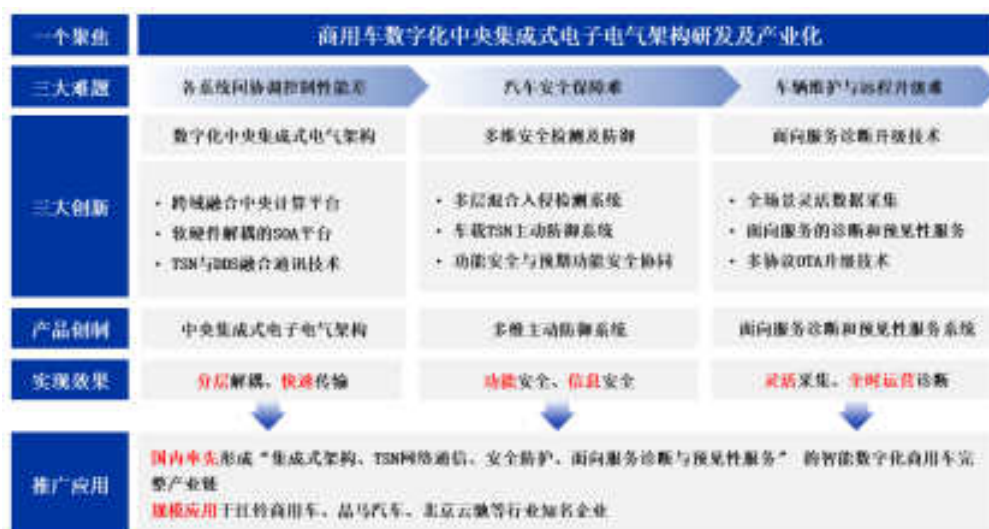 一个聚焦
商用车数字化中央集成式电子电气架构研发及产业化
三大难题
各系统间协调控制性能差
汽车安全保障难
车辆维护与远程升级难
三大创新
数字化中央集成式电气架构
多维安全检测及防御
面向服务诊断升级技术
• 跨域融合中央计算平台
• 软硬件解耦的SOA平台
• TSN与DDS融合通讯技术
• 多层混合入侵检测系统
• 车载TSN主动防御系统
• 功能安全与预期功能安全协同
• 全场景灵活数据采集
• 面向服务的诊断和预见性服务
• 多协议OTA升级技术
产品创制
中央集成式电子电气架构
多维主动防御系统
面向服务诊断和预见性服务系统
实现效果
分层解耦、快速传输
功能安全、信息安全
灵活采集、全时运营诊断
推广应用
国内率先形成“集成式架构、TSN网络通信、安全防护、面向服务诊断与预见性服务” 的智能数字化商用车完
整产业链
规模应用于江铃商用车、品马汽车、北京云驰等行业知名企业